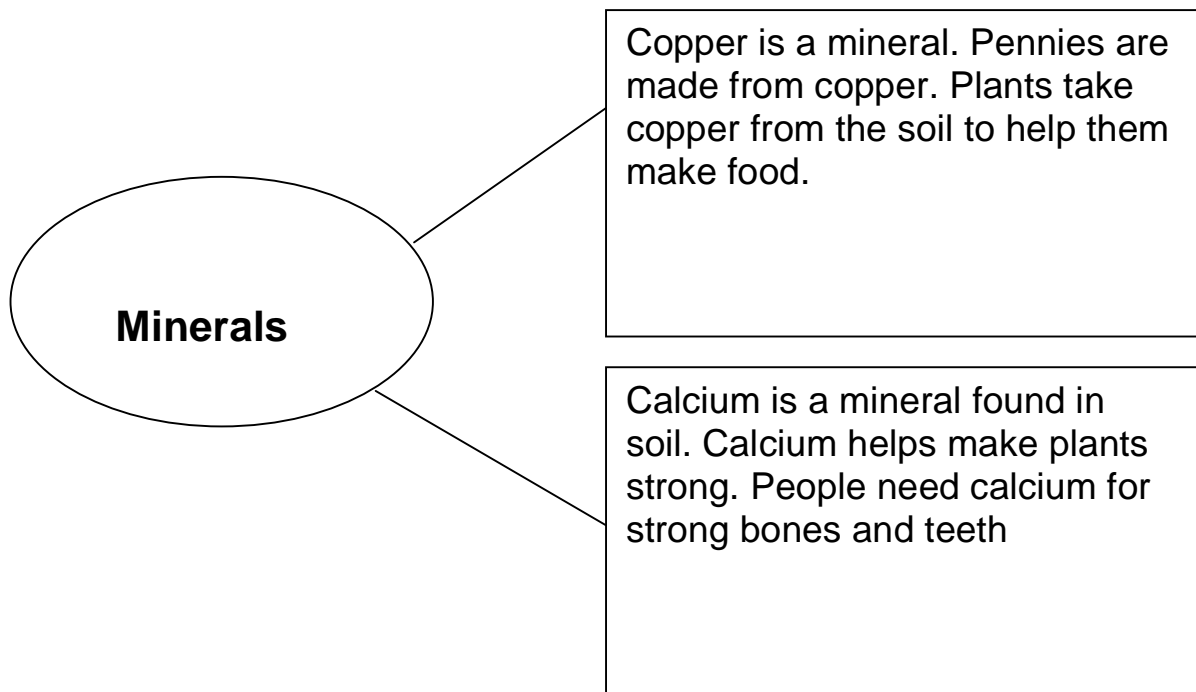 Copper is a mineral. Pennies are
made from copper. Plants take
copper from the soil to help them
make food.
Minerals
Calcium is a mineral found in
soil. Calcium helps make plants
strong. People need calcium for
strong bones and teeth